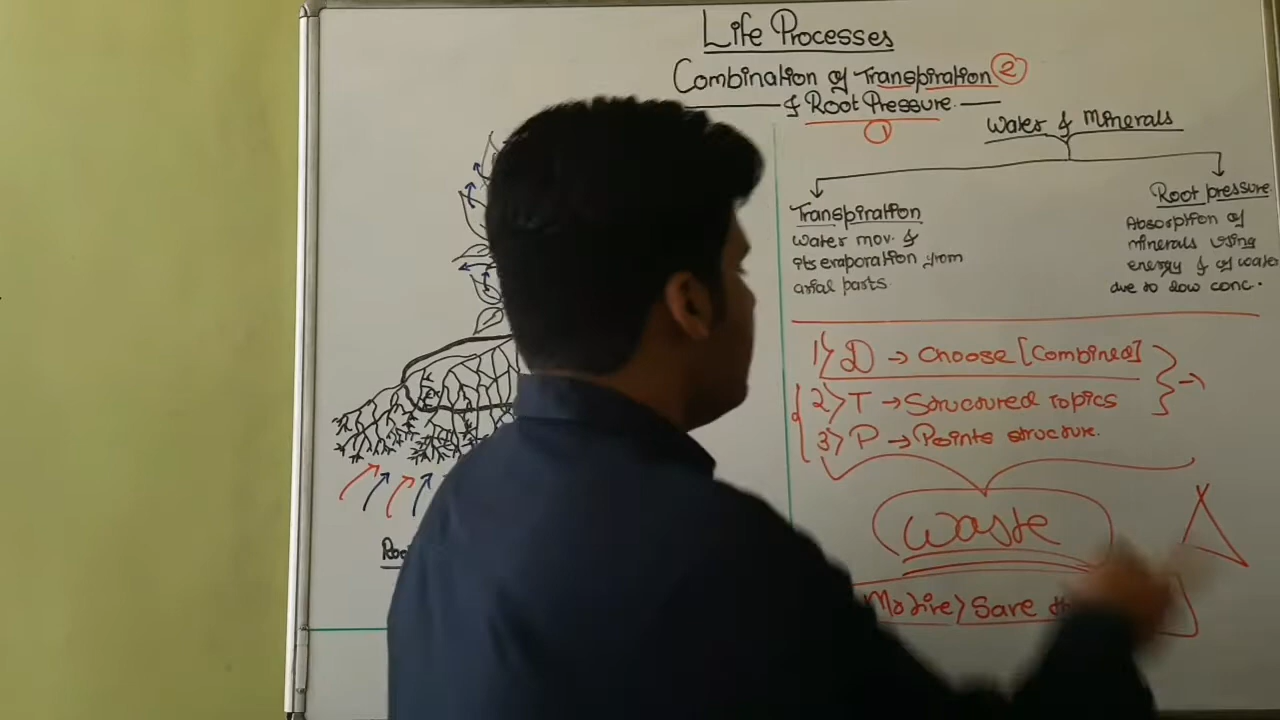 Life Processes
Combination of Transpiration ②
& Root Pressure
①
Water & Minerals
Transpiration
water mov. &
its evaporation from
arial parts.
Root pressure
Absorption of
minerals using
energy & of water
due to low conc.
1) D → Choose [Combined]
2) T → Structured Topics
3) P → Points structure.
Waste
Save